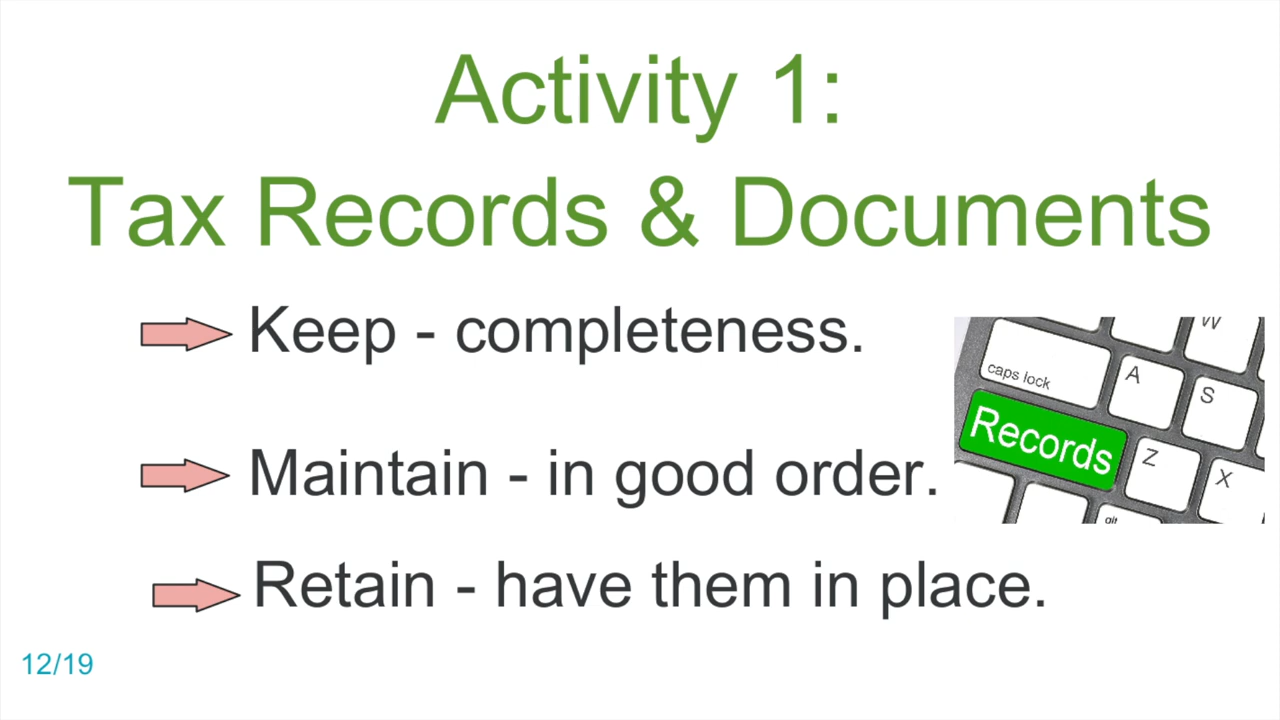 Activity 1:
Tax Records & Documents
Keep - completeness.
Maintain - in good order.
Retain - have them in place.
W
caps lock
A
S
Records
Z
X
12/19